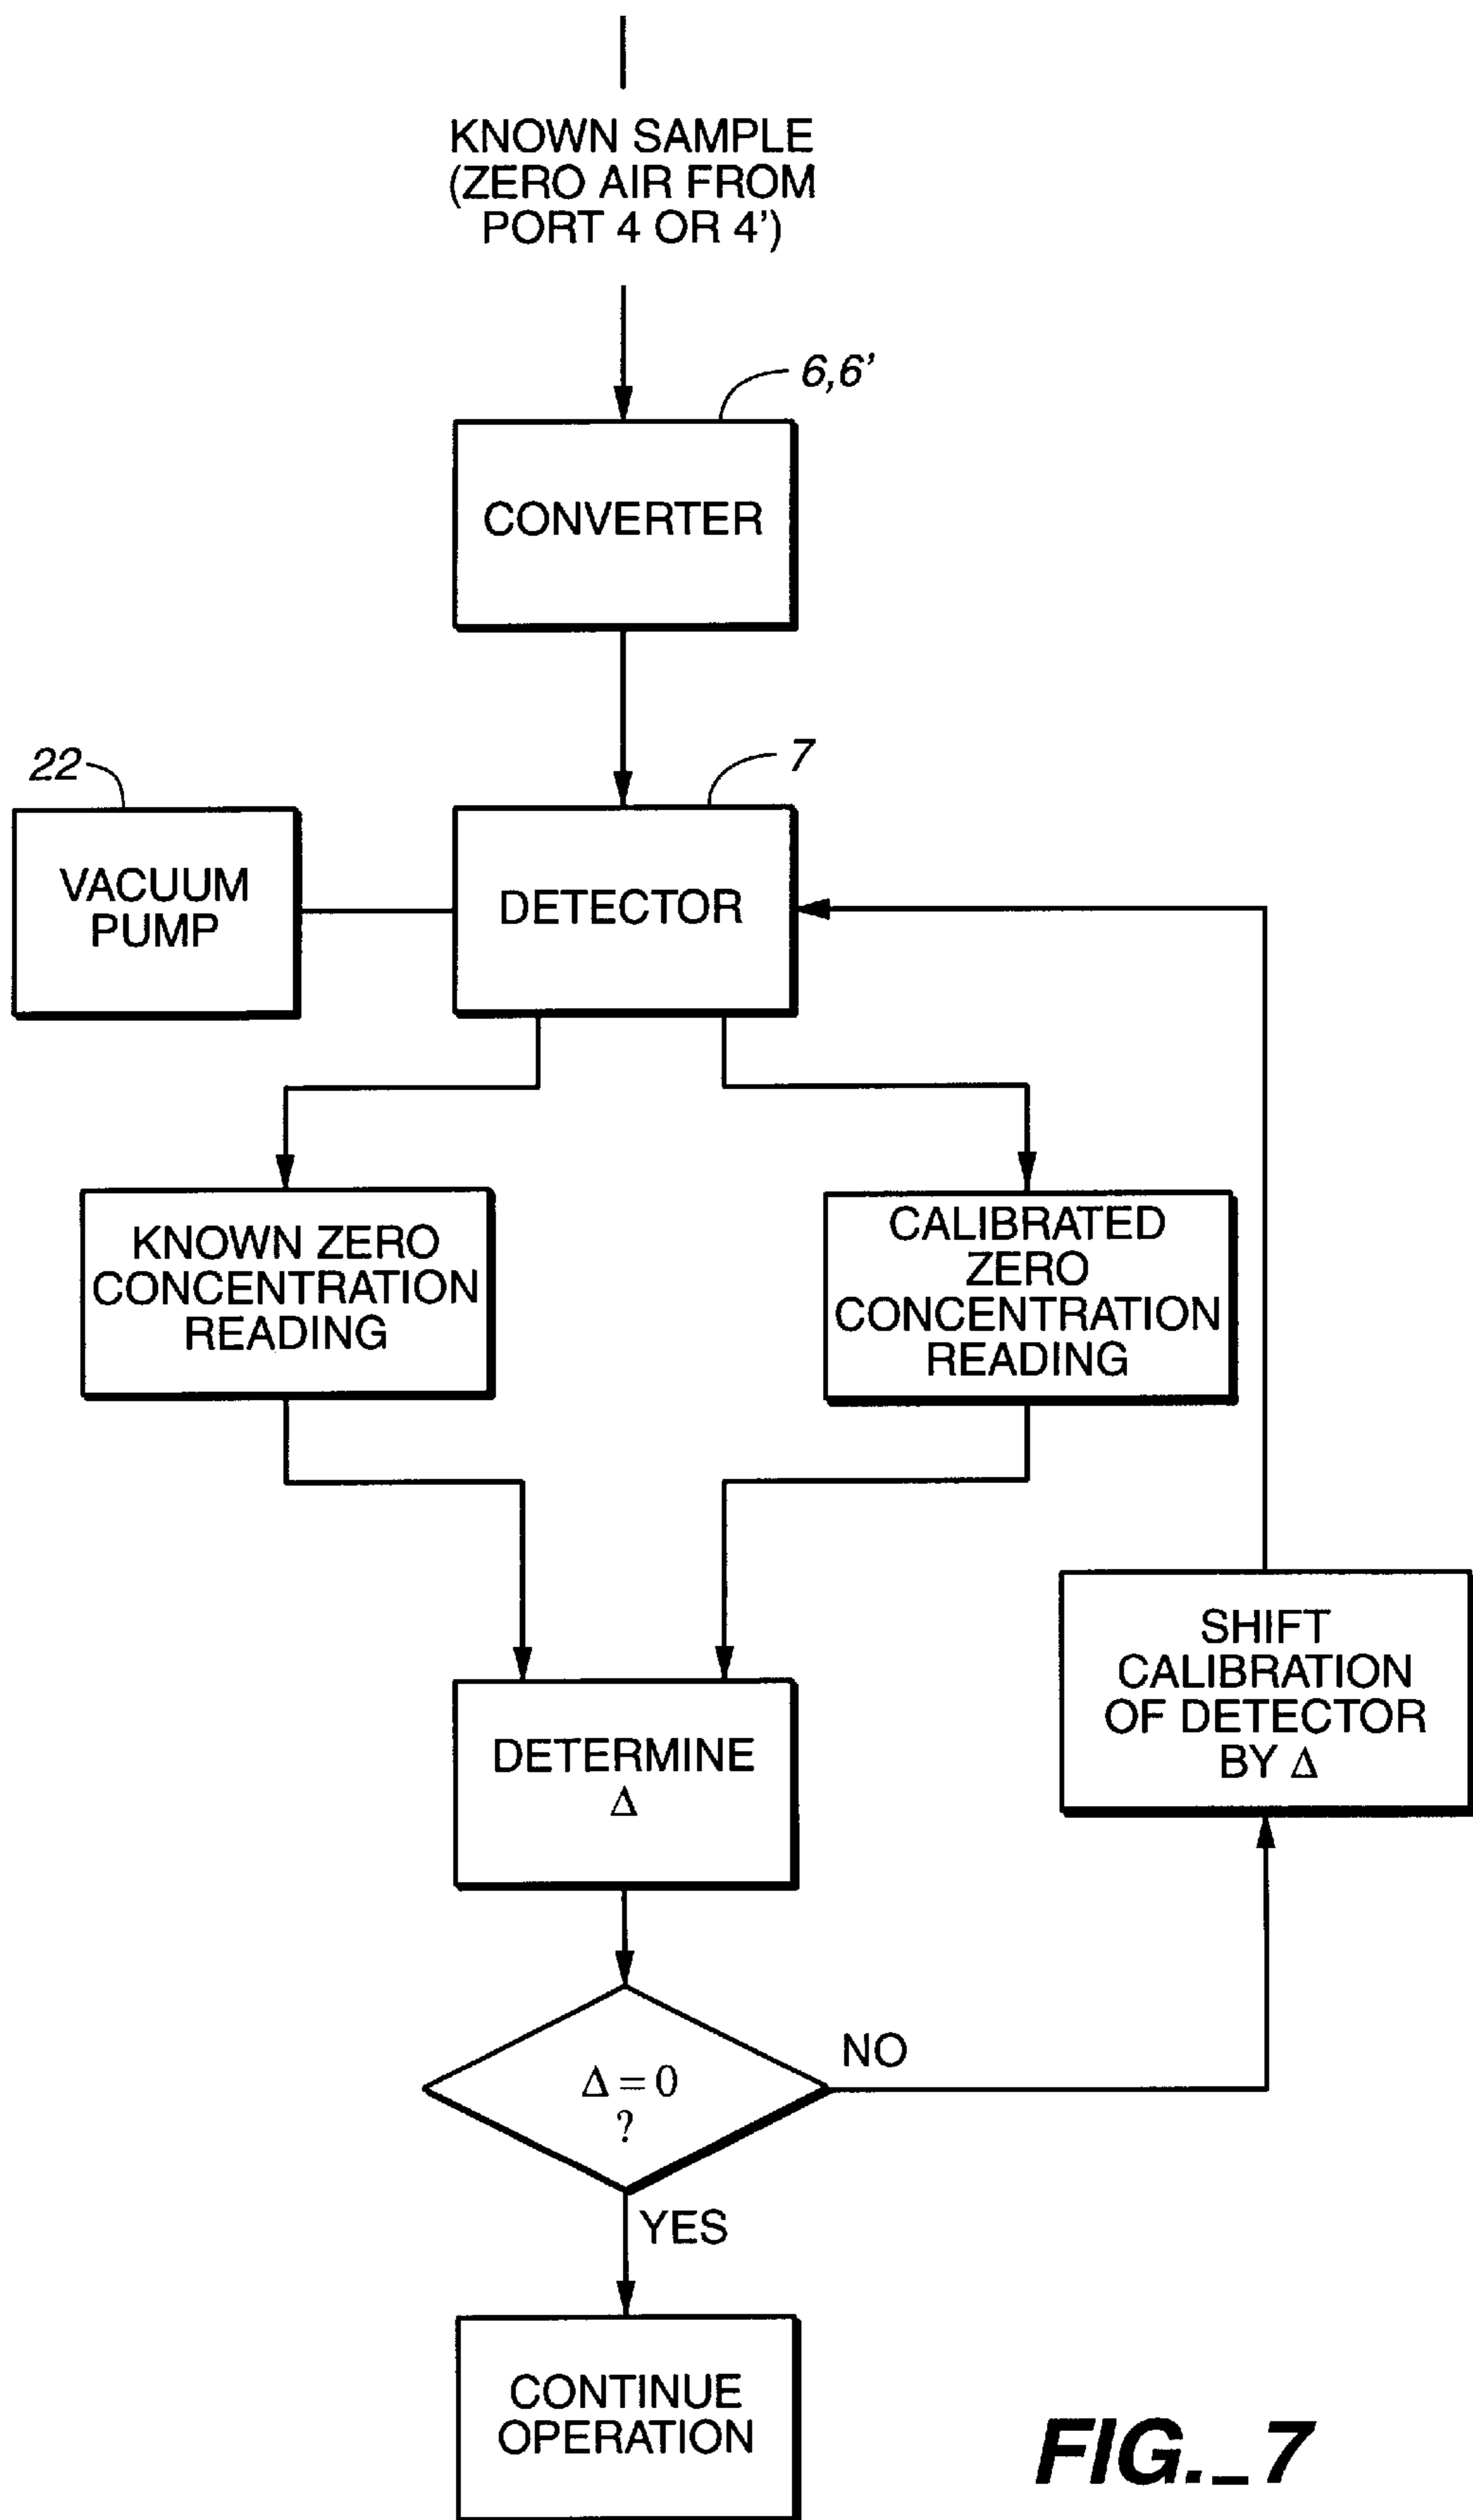 KNOWN SAMPLE
(ZERO AIR FROM
PORT 4 OR 4')
6,6'
CONVERTER
22
7
VACUUM
PUMP
DETECTOR
KNOWN ZERO
CONCENTRATION
READING
CALIBRATED
ZERO
CONCENTRATION
READING
SHIFT
CALIBRATION
OF DETECTOR
BY Δ
DETERMINE
Δ
NO
Δ = 0
?
YES
CONTINUE
OPERATION
FIG._7